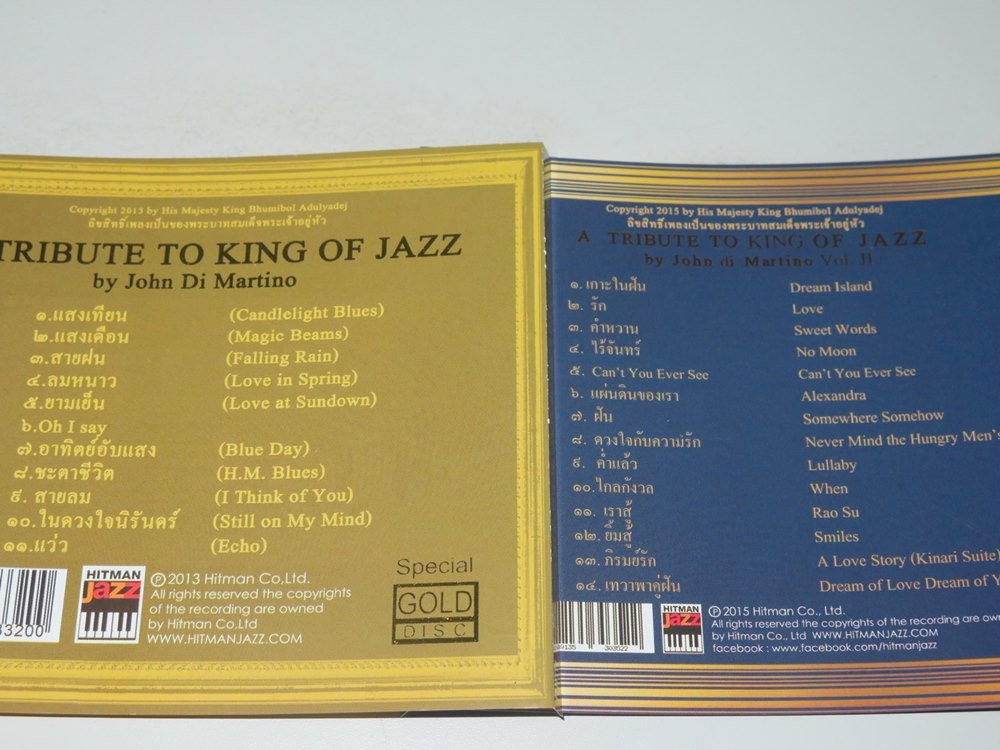 Copyright 2015 by His Majesty King Bhumibol Adulyadej
ลิขสิทธิ์เพลงเป็นของพระบาทสมเด็จพระเจ้าอยู่หัว
TRIBUTE TO KING OF JAZZ
by John Di Martino
๑.แสงเทียน (Candlelight Blues)
๒.แสงเดือน (Magic Beams)
๓.สายฝน (Falling Rain)
๔.ลมหนาว (Love in Spring)
๕.ยามเย็น (Love at Sundown)
๖.Oh I say
๗.อาทิตย์อับแสง (Blue Day)
๘.ชะตาชีวิต (H.M. Blues)
๙. สายลม (I Think of You)
๑๐.ในดวงใจนิรันดร์ (Still on My Mind)
๑๑.แว่ว (Echo)
Special
GOLD
DISC
33200
HITMAN
jazz
℗ 2013 Hitman Co,Ltd.
All rights reserved the copyrights
of the recording are owned
by Hitman Co,Ltd
WWW.HITMANJAZZ.COM
Copyright 2015 by His Majesty King Bhumibol Adulyadej
ลิขสิทธิ์เพลงเป็นของพระบาทสมเด็จพระเจ้าอยู่หัว
A TRIBUTE TO KING OF JAZZ
by John di Martino Vol. II
๑.เกาะในฝัน Dream Island
๒. รัก Love
๓. คำหวาน Sweet Words
๔. ไร้จันทร์ No Moon
๕. Can't You Ever See Can't You Ever See
๖. แผ่นดินของเรา Alexandra
๗. ฝัน Somewhere Somehow
๘. ดวงใจกับความรัก Never Mind the Hungry Men's
๙. ค่ำแล้ว Lullaby
๑๐.ไกลกังวล When
๑๑. เราสู้ Rao Su
๑๒. ยิ้มสู้ Smiles
๑๓. ภิรมย์รัก A Love Story (Kinari Suite)
๑๔. เทวาพาคู่ฝัน Dream of Love Dream of Y
303522
HITMAN
jazz
℗ 2015 Hitman Co., Ltd.
All rights reserved the copyrights of the recording are owned
by Hitman Co., Ltd WWW.HITMANJAZZ.COM
facebook : www.facebook.com/hitmanjazz